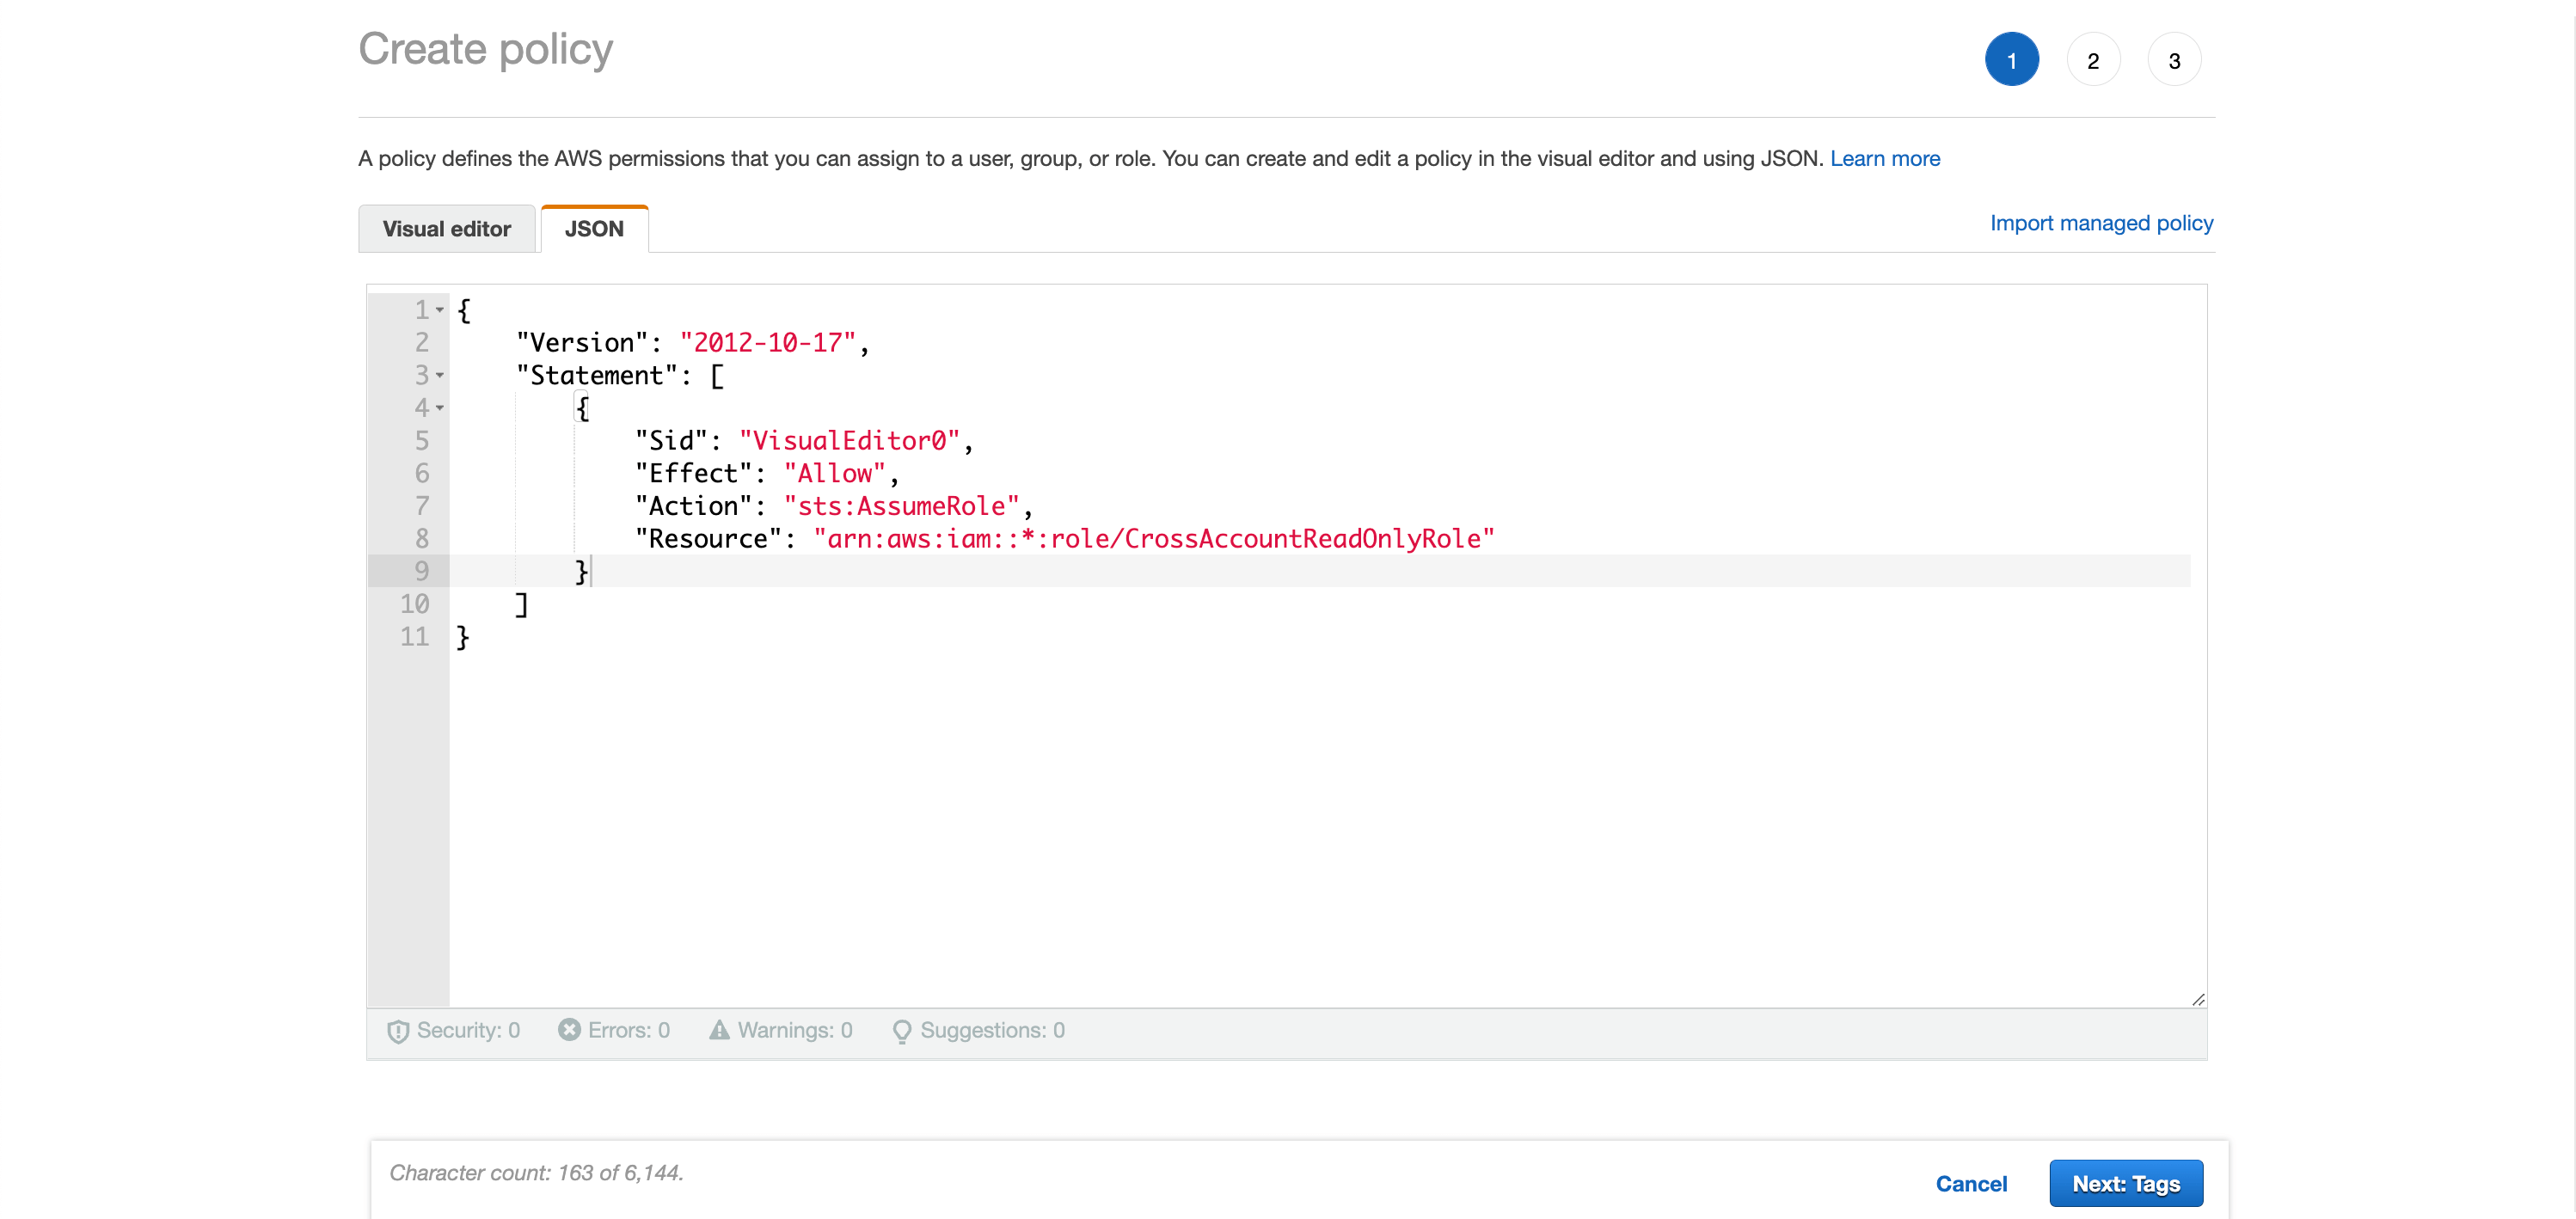 Create policy
1 2 3
A policy defines the AWS permissions that you can assign to a user, group, or role. You can create and edit a policy in the visual editor and using JSON. Learn more
Visual editor JSON Import managed policy
1 {
2 "Version": "2012-10-17",
3 "Statement": [
4 {
5 "Sid": "VisualEditor0",
6 "Effect": "Allow",
7 "Action": "sts:AssumeRole",
8 "Resource": "arn:aws:iam::*:role/CrossAccountReadOnlyRole"
9 }
10 ]
11 }
Security: 0 Errors: 0 Warnings: 0 Suggestions: 0
Character count: 163 of 6,144.
Cancel Next: Tags